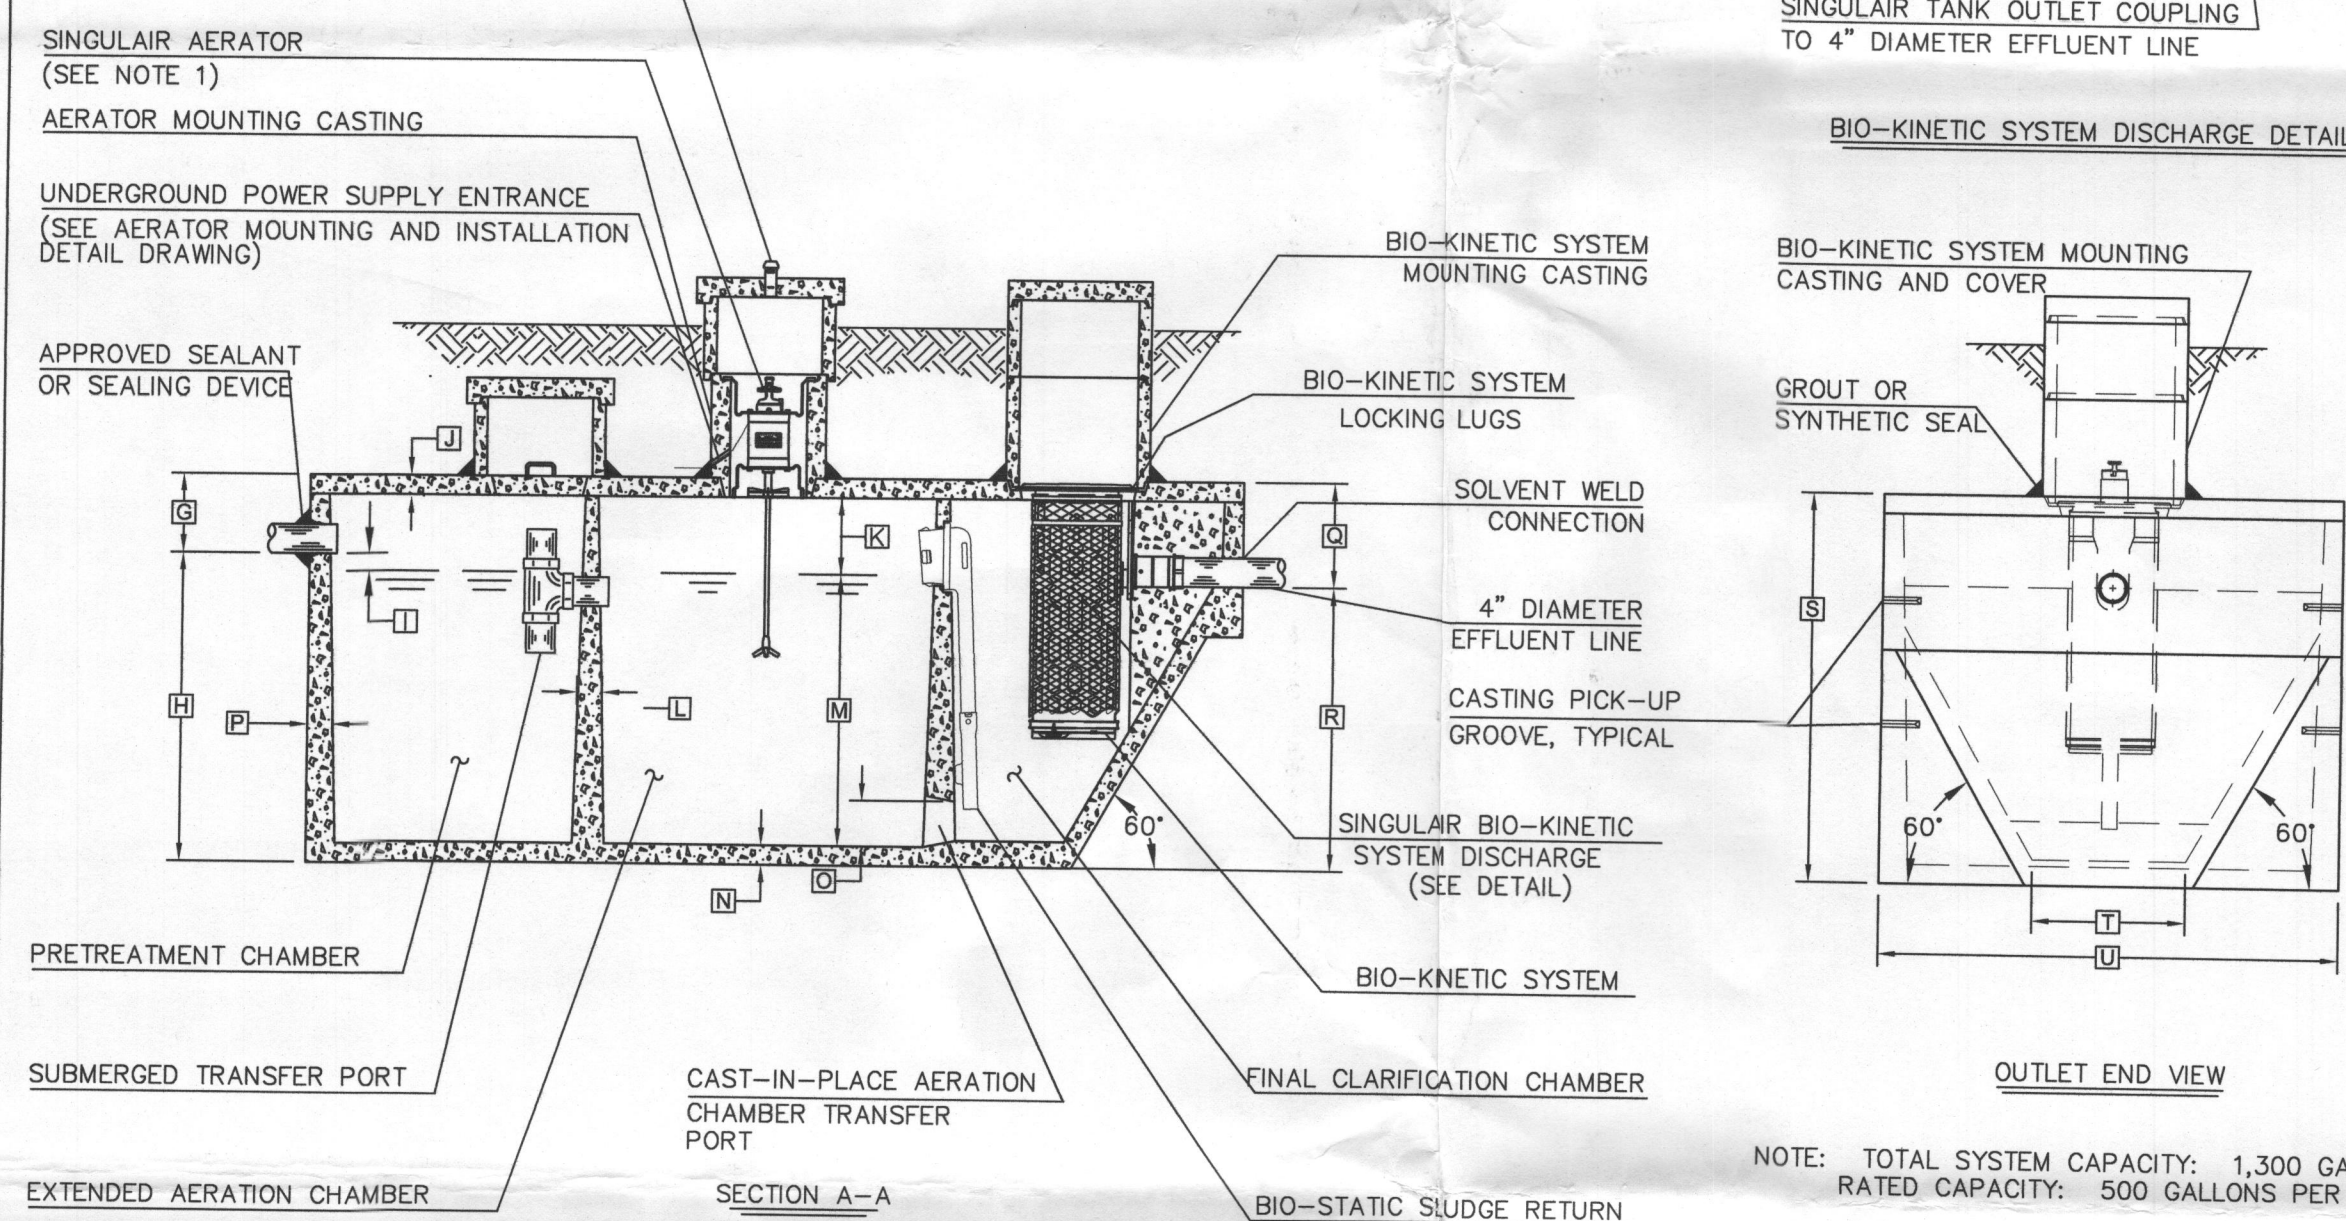 SINGULAIR AERATOR
(SEE NOTE 1)
AERATOR MOUNTING CASTING
UNDERGROUND POWER SUPPLY ENTRANCE
(SEE AERATOR MOUNTING AND INSTALLATION
DETAIL DRAWING)
APPROVED SEALANT
OR SEALING DEVICE
J
G
I
H
P
L
K
M
N
O
Q
R
60°
BIO-KINETIC SYSTEM
MOUNTING CASTING
BIO-KINETIC SYSTEM
LOCKING LUGS
SOLVENT WELD
CONNECTION
4" DIAMETER
EFFLUENT LINE
CASTING PICK-UP
GROOVE, TYPICAL
SINGULAIR BIO-KINETIC
SYSTEM DISCHARGE
(SEE DETAIL)
BIO-KNETIC SYSTEM
PRETREATMENT CHAMBER
SUBMERGED TRANSFER PORT
EXTENDED AERATION CHAMBER
CAST-IN-PLACE AERATION
CHAMBER TRANSFER
PORT
SECTION A-A
FINAL CLARIFICATION CHAMBER
BIO-STATIC SLUDGE RETURN
SINGULAIR TANK OUTLET COUPLING
TO 4" DIAMETER EFFLUENT LINE
BIO-KINETIC SYSTEM DISCHARGE DETAIL
BIO-KINETIC SYSTEM MOUNTING
CASTING AND COVER
GROUT OR
SYNTHETIC SEAL
S
60°
60°
T
U
OUTLET END VIEW
NOTE: TOTAL SYSTEM CAPACITY: 1,300 GA
RATED CAPACITY: 500 GALLONS PER